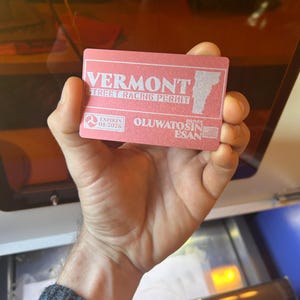 VERMONT
STREET RACING PERMIT
EXPIRES
OLUWATOSIN
ESAN